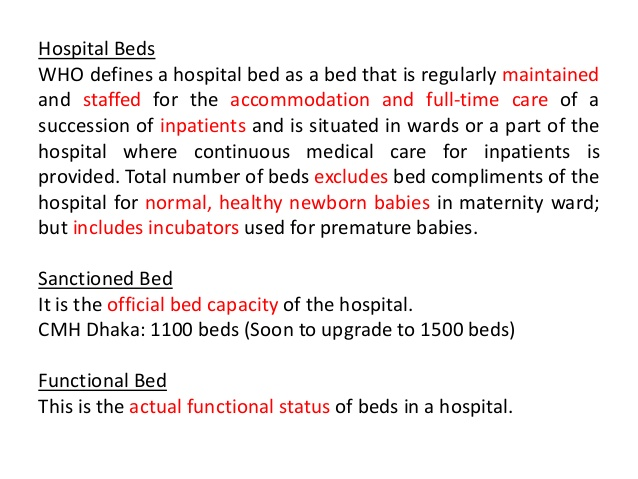 Hospital Beds
WHO defines a hospital bed as a bed that is regularly maintained
and staffed for the accommodation and full-time care of a
succession of inpatients and is situated in wards or a part of the
hospital where continuous medical care for inpatients is
provided. Total number of beds excludes bed compliments of the
hospital for normal, healthy newborn babies in maternity ward;
but includes incubators used for premature babies.
Sanctioned Bed
It is the official bed capacity of the hospital.
CMH Dhaka: 1100 beds (Soon to upgrade to 1500 beds)
Functional Bed
This is the actual functional status of beds in a hospital.